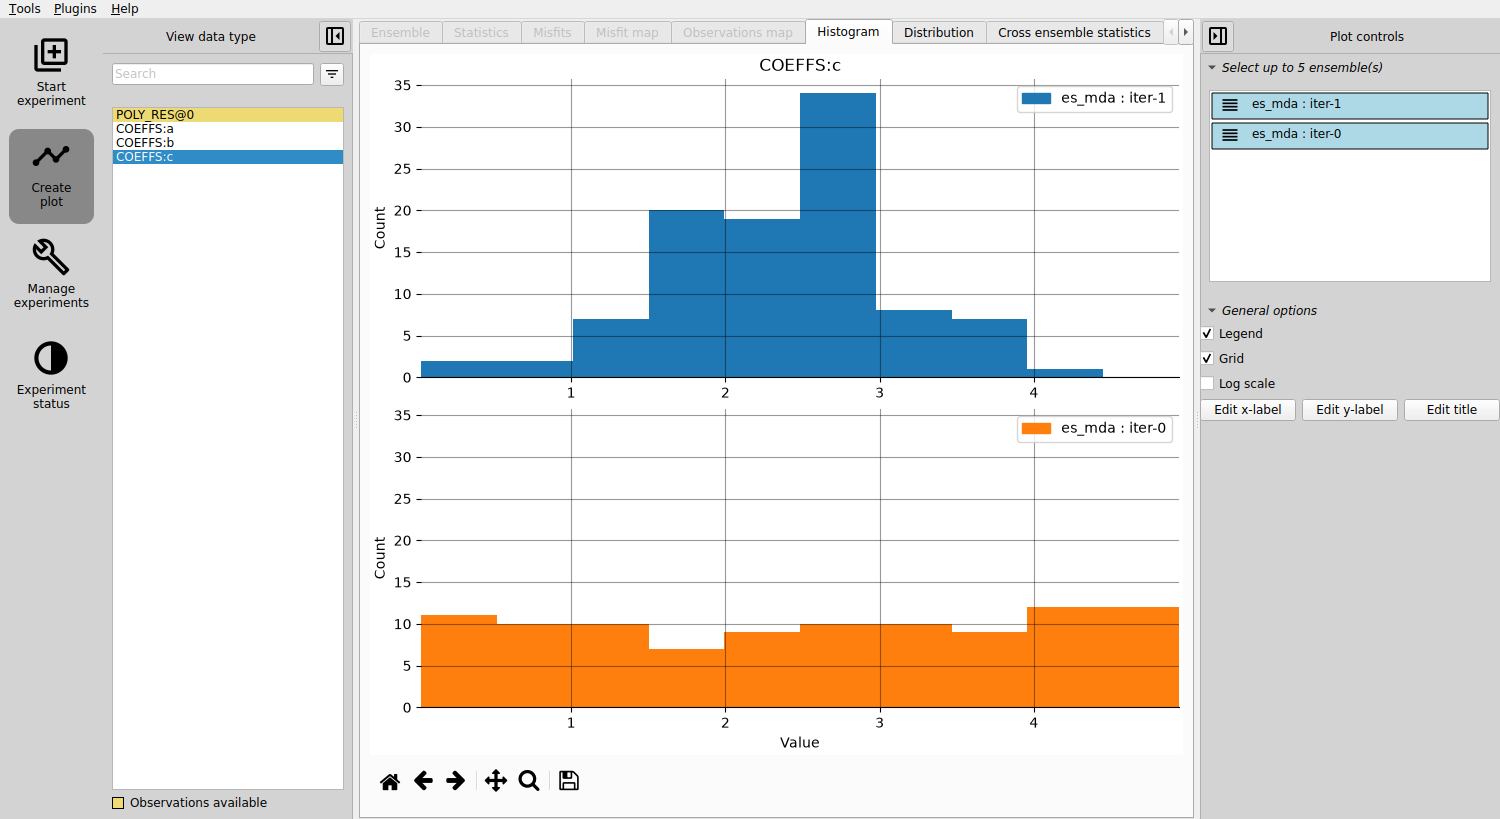 Tools Plugins Help
Start
experiment
Create
plot
Manage
experiments
Experiment
status
View data type
Search
POLY_RES@0
COEFFS:a
COEFFS:b
COEFFS:c
Observations available
Ensemble Statistics Misfits Misfit map Observations map Histogram Distribution Cross ensemble statistics
COEFFS:c
es_mda : iter-1
Count
35
30
25
20
15
10
5
0
1 2 3 4
es_mda : iter-0
Count
35
30
25
20
15
10
5
0
1 2 3 4
Value
Plot controls
Select up to 5 ensemble(s)
es_mda : iter-1
es_mda : iter-0
General options
Legend
Grid
Log scale
Edit x-label Edit y-label Edit title